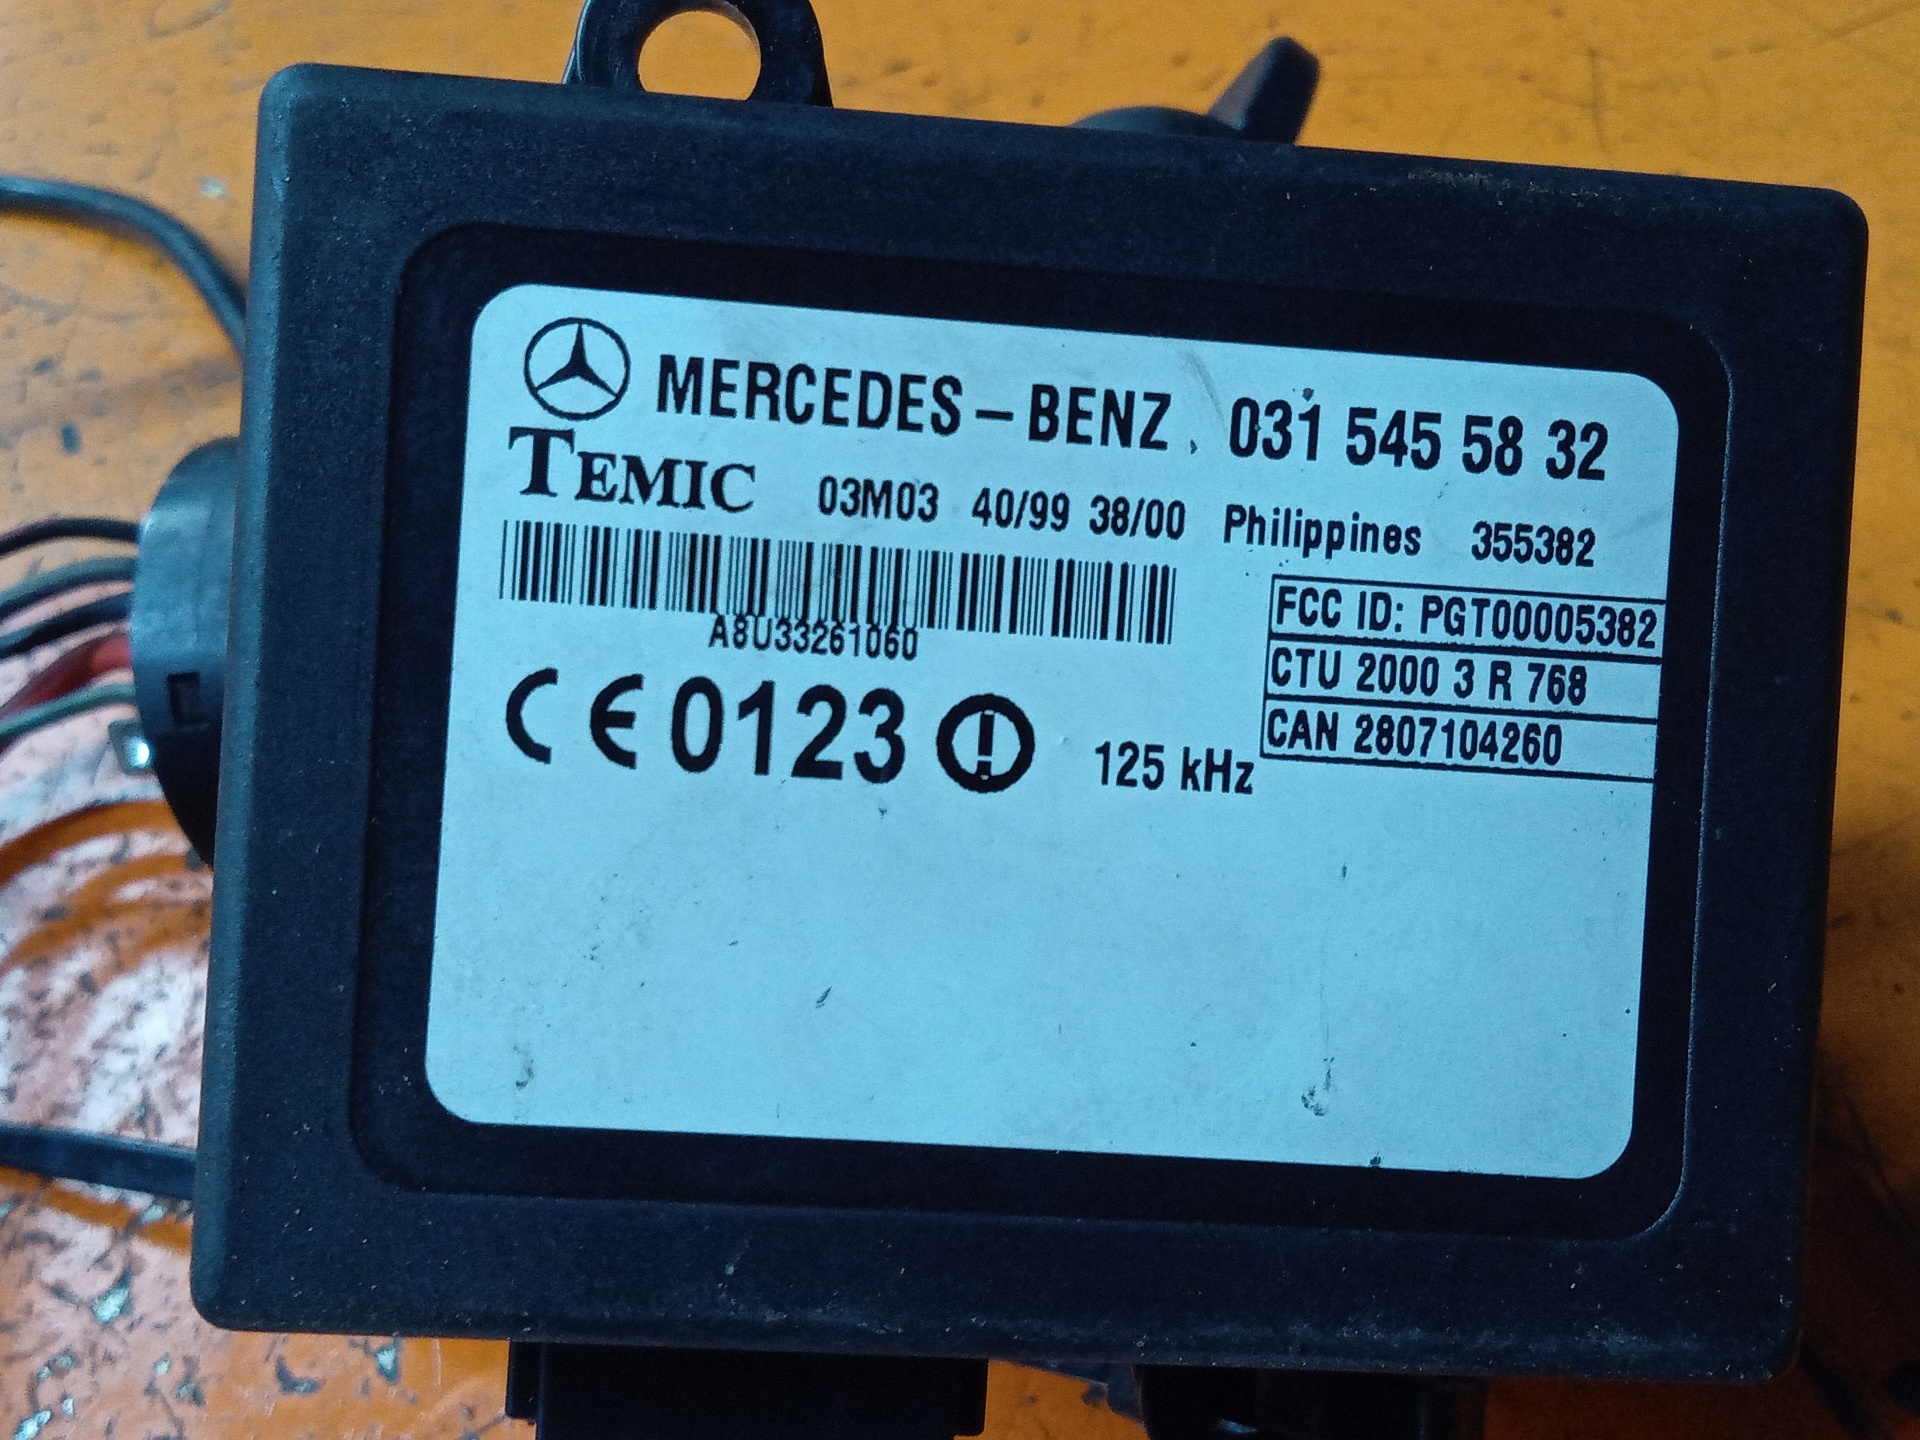 MERCEDES-BENZ 031 545 58 32
TEMIC 03M03 40/99 38/00 Philippines 355382
A8U33261060
FCC ID: PGT00005382
CTU 2000 3 R 768
CAN 2807104260
CE 0123 125 kHz